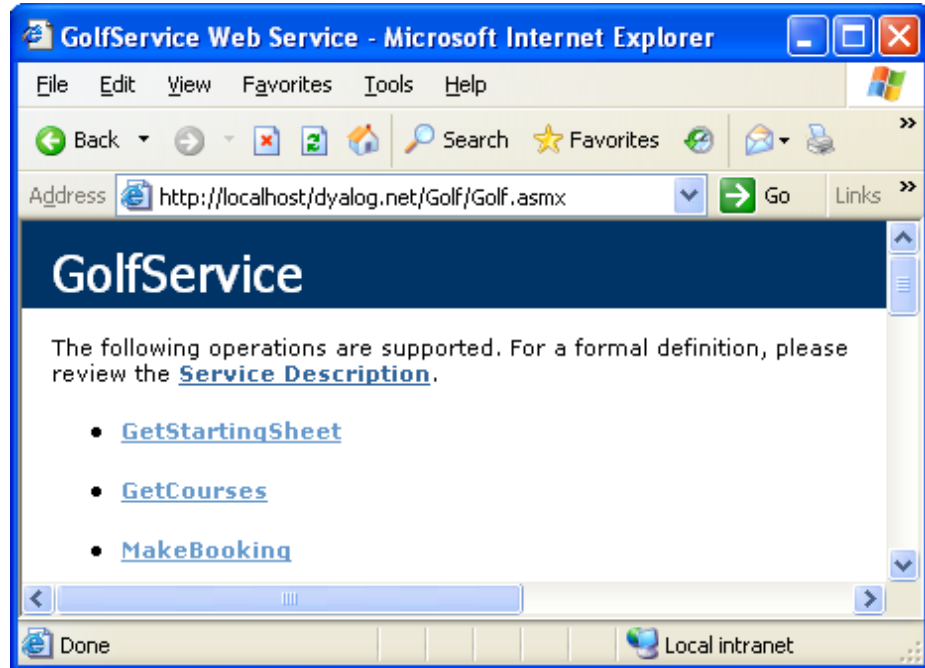 GolfService Web Service - Microsoft Internet Explorer
File Edit View Favorites Tools Help
Back Search Favorites »
Address http://localhost/dyalog.net/Golf/Golf.asmx Go Links »
GolfService
The following operations are supported. For a formal definition, please
review the Service Description.
• GetStartingSheet
• GetCourses
• MakeBooking
Done Local intranet